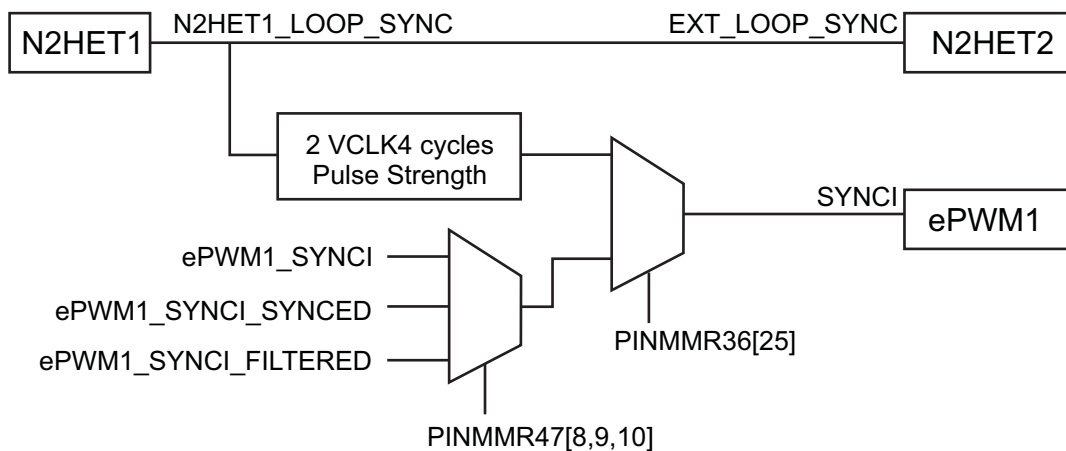 N2HET1
N2HET1_LOOP_SYNC
EXT_LOOP_SYNC
N2HET2
2 VCLK4 cycles
Pulse Strength
SYNCI
ePWM1
ePWM1_SYNCI
ePWM1_SYNCI_SYNCED
ePWM1_SYNCI_FILTERED
PINMMR36[25]
PINMMR47[8,9,10]